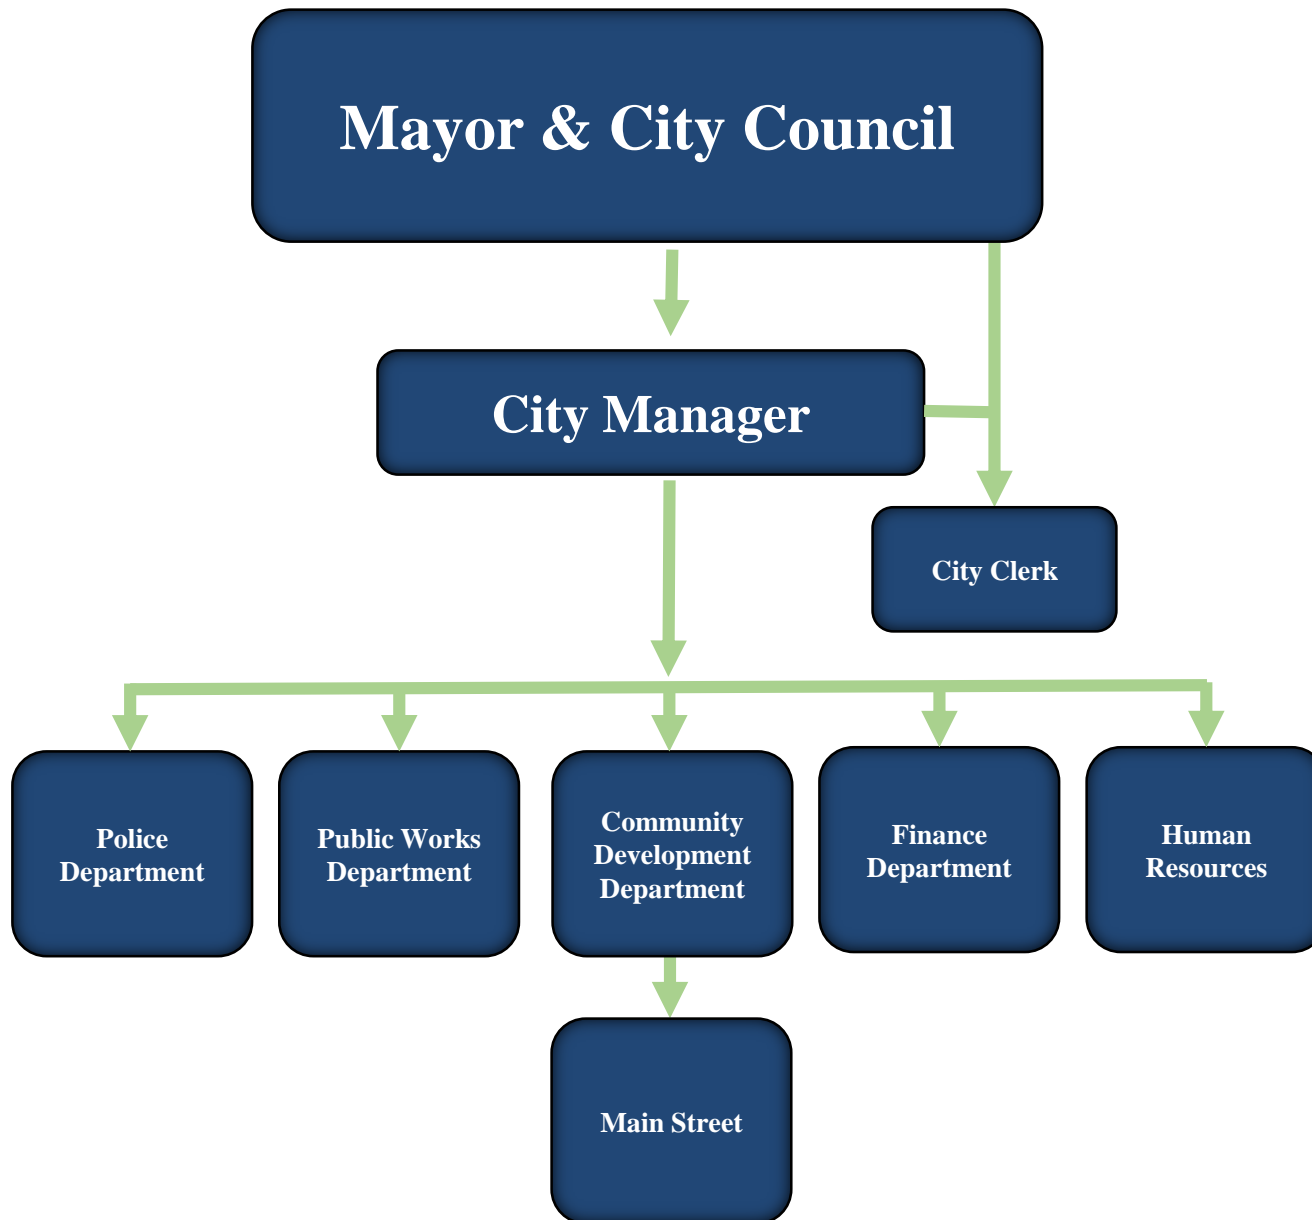 Mayor & City Council
City Manager
City Clerk
Police
Department
Public Works
Department
Community
Development
Department
Finance
Department
Human
Resources
Main Street